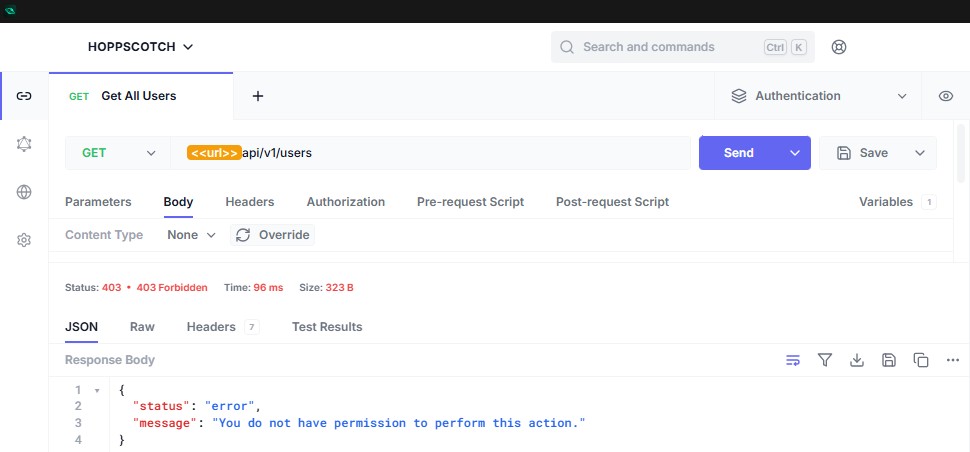 HOPPSCOTCH
Search and commands Ctrl K
GET Get All Users +
Authentication
GET <<url>>api/v1/users Send Save
Parameters Body Headers Authorization Pre-request Script Post-request Script Variables 1
Content Type None Override
Status: 403 • 403 Forbidden Time: 96 ms Size: 323 B
JSON Raw Headers 7 Test Results
Response Body
1 {
2 "status": "error",
3 "message": "You do not have permission to perform this action."
4 }